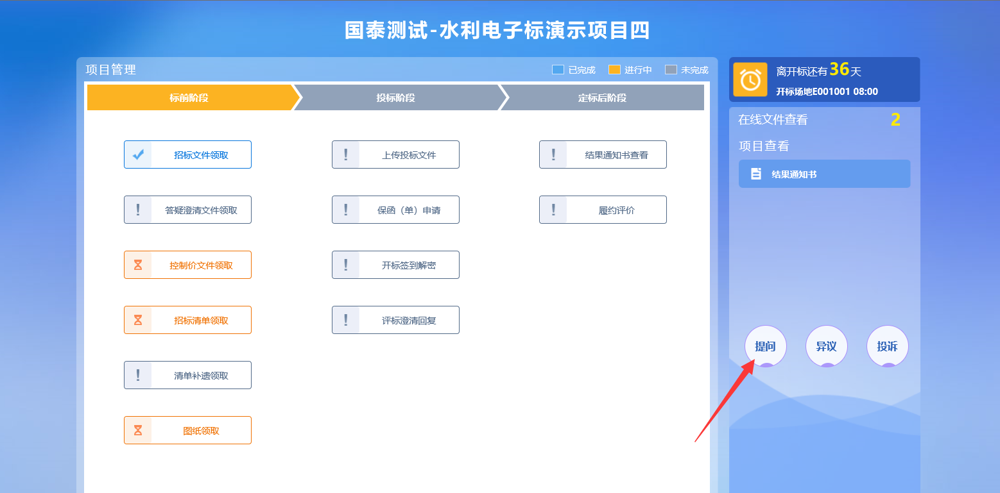 国泰测试-水利电子标演示项目四
项目管理
已完成 进行中 未完成
标前阶段 投标阶段 定标后阶段
招标文件领取 上传投标文件 结果通知书查看
答疑澄清文件领取 保函（单）申请 履约评价
控制价文件领取 开标签到解密
招标清单领取 评标澄清回复
清单补遗领取
图纸领取
离开标还有36天
开标场地E001001 08:00
在线文件查看 2
项目查看
结果通知书
提问 异议 投诉